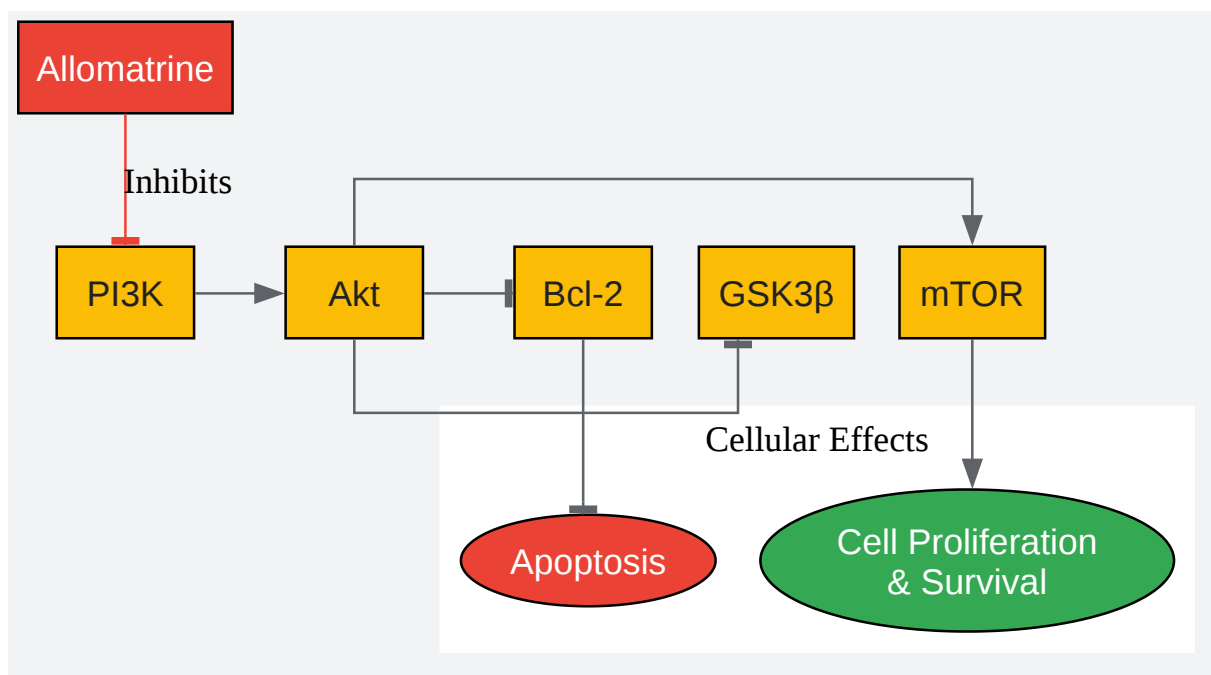 Allomatrine
Inhibits
PI3K
Akt
Bcl-2
GSK3β
mTOR
Cellular Effects
Apoptosis
Cell Proliferation
& Survival